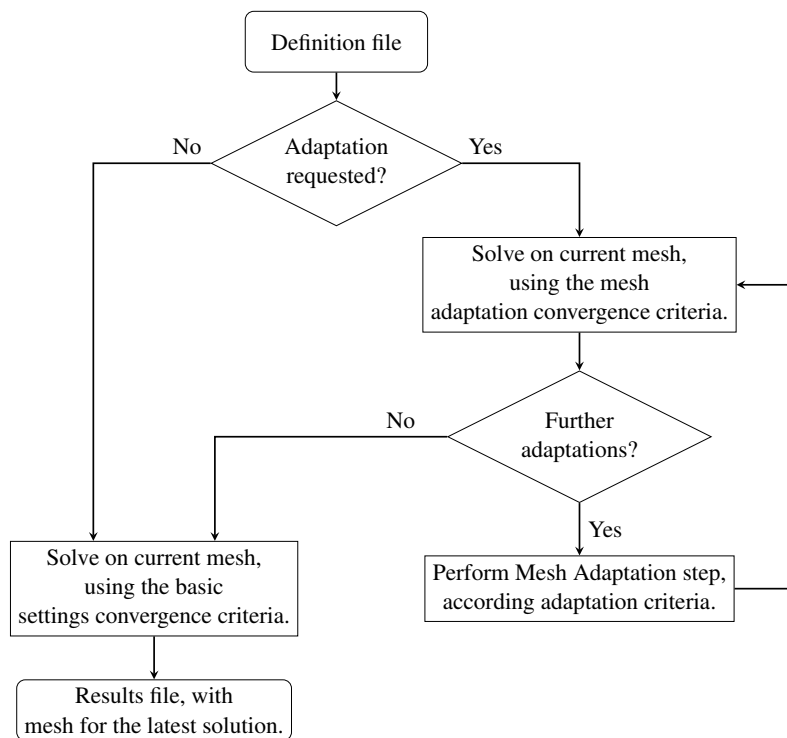 Definition file
No
Adaptation
requested?
Yes
Solve on current mesh,
using the mesh
adaptation convergence criteria.
No
Further
adaptations?
Yes
Solve on current mesh,
using the basic
settings convergence criteria.
Perform Mesh Adaptation step,
according adaptation criteria.
Results file, with
mesh for the latest solution.